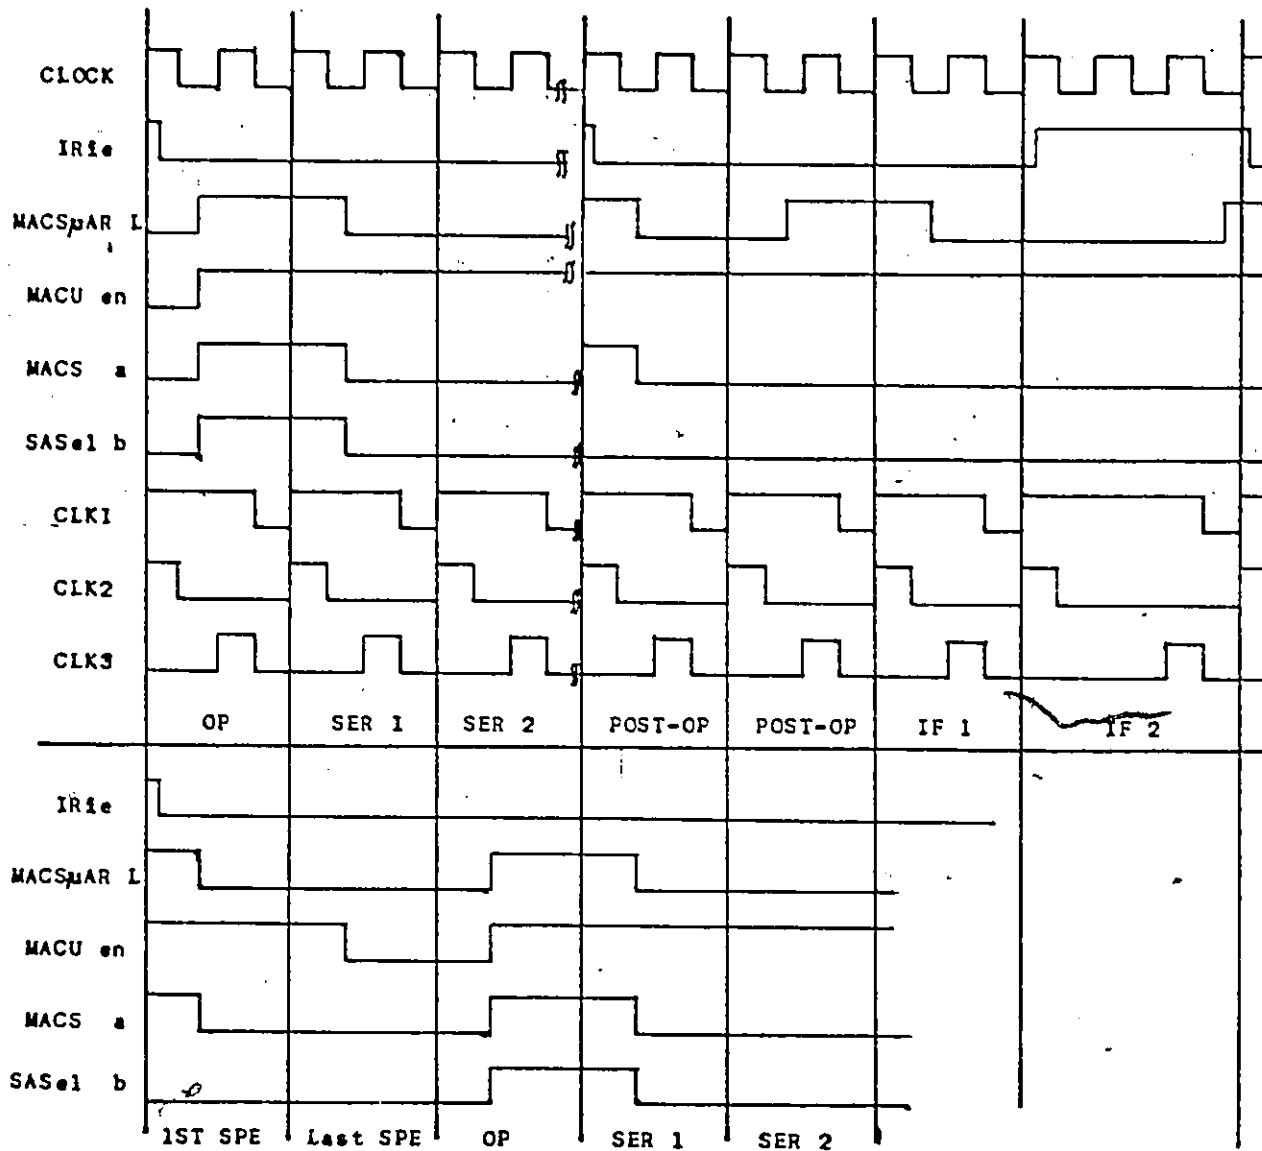 CLOCK
IRie
MACSµAR L
MACU en
MACS a
SASel b
CLK1
CLK2
CLK3
OP SER 1 SER 2 POST-OP POST-OP IF 1 IF 2
IRie
MACSµAR L
MACU en
MACS a
SASel b
1ST SPE Last SPE OP SER 1 SER 2